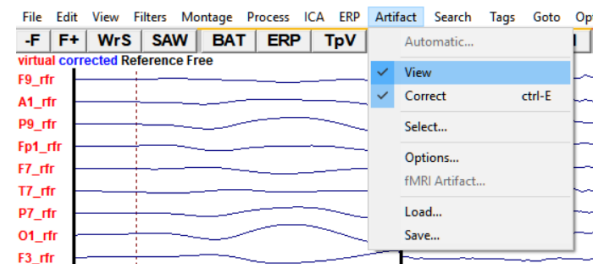 File Edit View Filters Montage Process ICA ERP Artifact Search Tags Goto
-F F+ WrS SAW BAT ERP TpV
Automatic...
virtual corrected Reference Free
View
F9_rfr
Correct ctrl-E
A1_rfr
P9_rfr
Select...
Fp1_rfr
Options...
F7_rfr
fMRI Artifact...
T7_rfr
P7_rfr
Load...
O1_rfr
Save...
F3_rfr